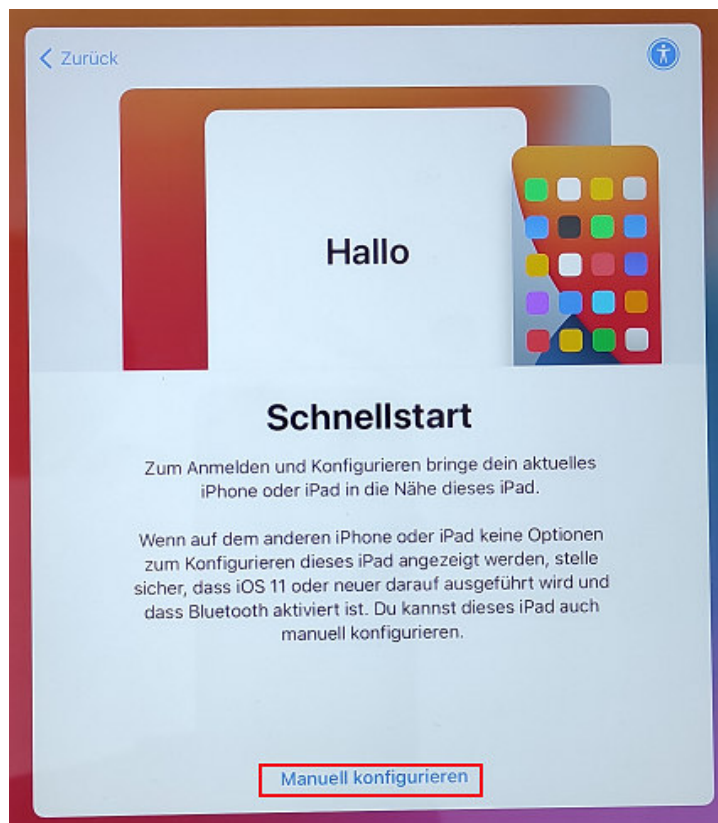 Zurück
Hallo
Schnellstart
Zum Anmelden und Konfigurieren bringe dein aktuelles
iPhone oder iPad in die Nähe dieses iPad.
Wenn auf dem anderen iPhone oder iPad keine Optionen
zum Konfigurieren dieses iPad angezeigt werden, stelle
sicher, dass iOS 11 oder neuer darauf ausgeführt wird und
dass Bluetooth aktiviert ist. Du kannst dieses iPad auch
manuell konfigurieren.
Manuell konfigurieren